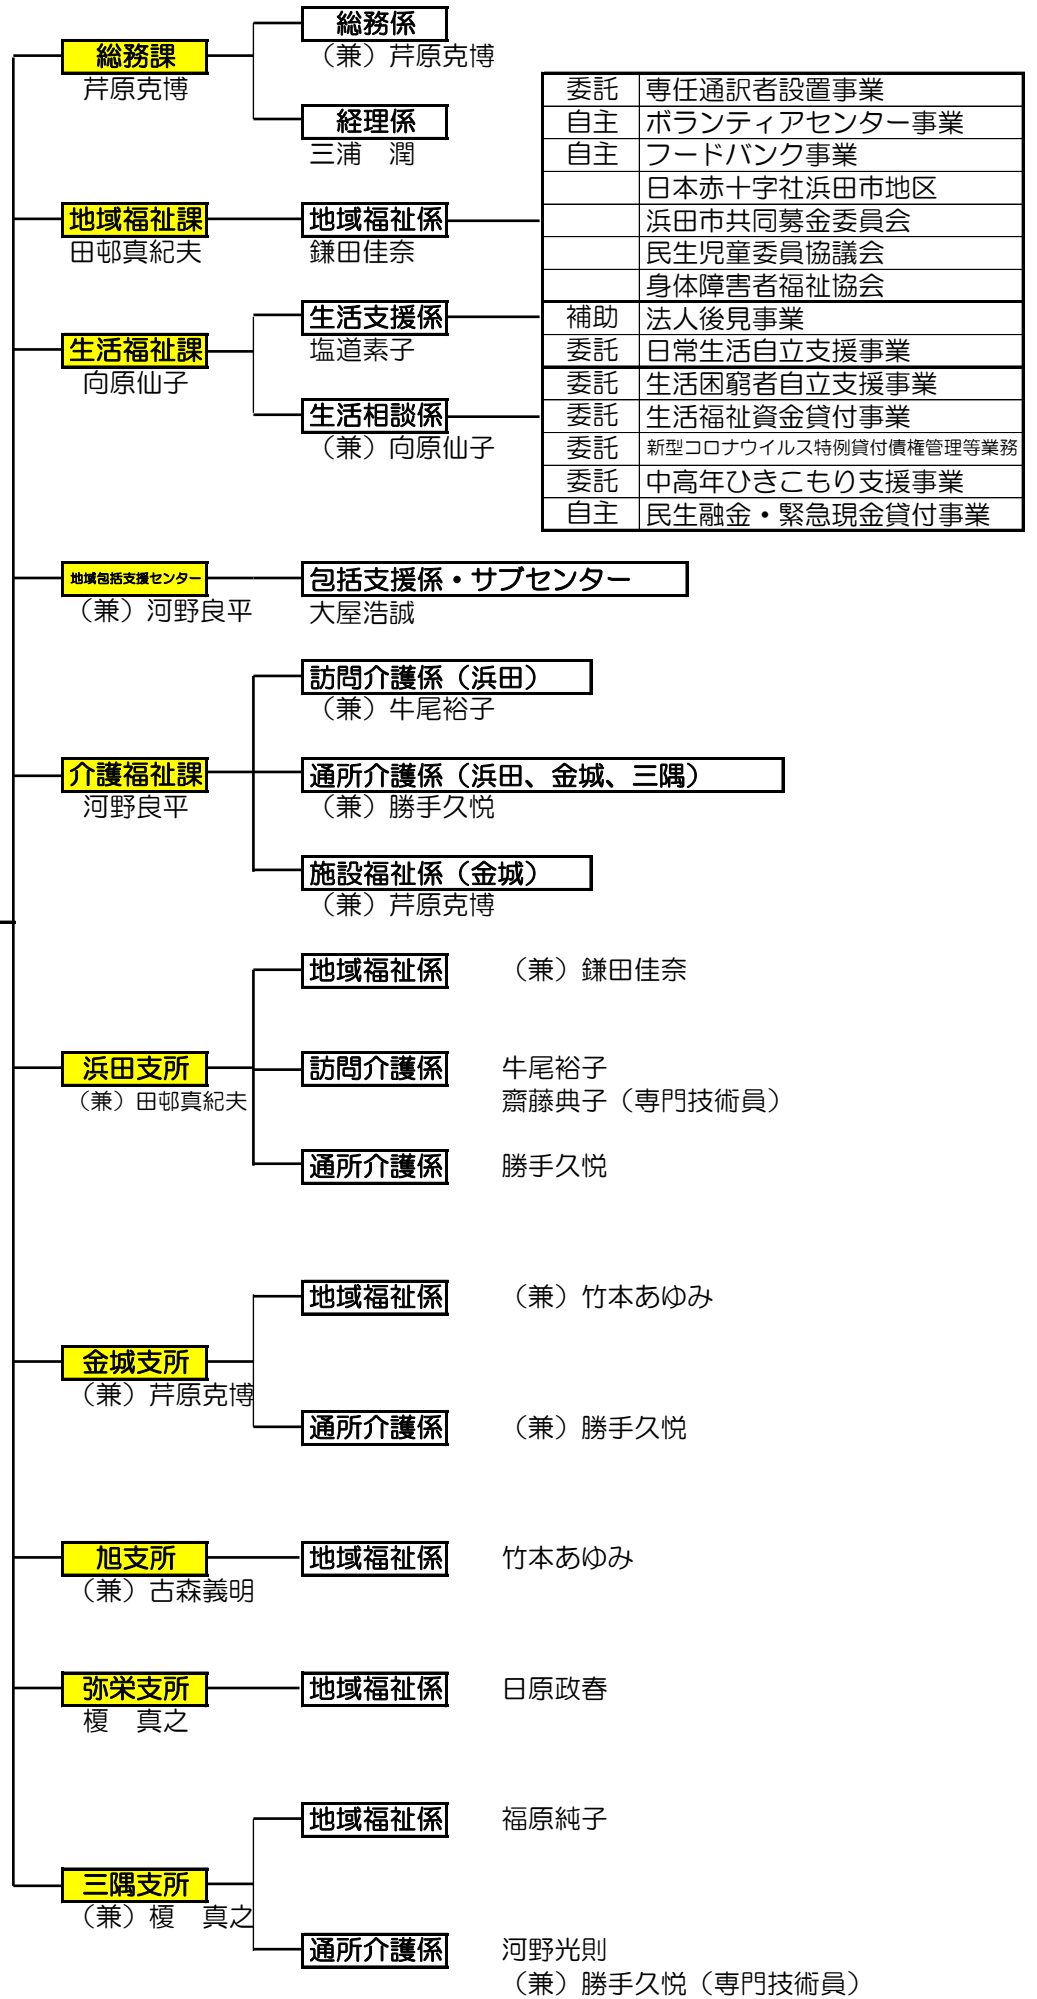 総務係
（兼）芹原克博
総務課
芹原克博
経理係
三浦　潤
委託 専任通訳者設置事業
自主 ボランティアセンター事業
自主 フードバンク事業
日本赤十字社浜田市地区
浜田市共同募金委員会
民生児童委員協議会
身体障害者福祉協会
補助 法人後見事業
委託 日常生活自立支援事業
委託 生活困窮者自立支援事業
委託 生活福祉資金貸付事業
委託 新型コロナウイルス特例貸付債権管理等業務
委託 中高年ひきこもり支援事業
自主 民生融金・緊急現金貸付事業
地域福祉課
田邨真紀夫
地域福祉係
鎌田佳奈
生活福祉課
向原仙子
生活支援係
塩道素子
生活相談係
（兼）向原仙子
地域包括支援センター
（兼）河野良平
包括支援係・サブセンター
大屋浩誠
訪問介護係（浜田）
（兼）牛尾裕子
介護福祉課
河野良平
通所介護係（浜田、金城、三隅）
（兼）勝手久悦
施設福祉係（金城）
（兼）芹原克博
地域福祉係 （兼）鎌田佳奈
浜田支所
（兼）田邨真紀夫
訪問介護係 牛尾裕子
齋藤典子（専門技術員）
通所介護係 勝手久悦
地域福祉係 （兼）竹本あゆみ
金城支所
（兼）芹原克博
通所介護係 （兼）勝手久悦
旭支所
（兼）古森義明
地域福祉係 竹本あゆみ
弥栄支所
榎　真之
地域福祉係 日原政春
地域福祉係 福原純子
三隅支所
（兼）榎　真之
通所介護係 河野光則
（兼）勝手久悦（専門技術員）